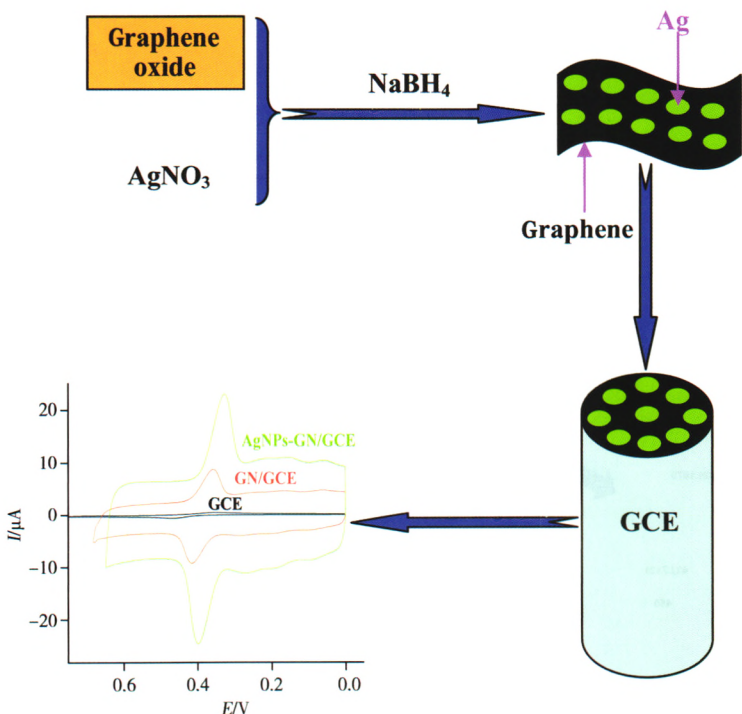 Graphene
oxide
AgNO₃
NaBH₄
Ag
Graphene
GCE
AgNPs-GN/GCE
GN/GCE
GCE
I/μA
20
10
0
−10
−20
0.6
0.4
0.2
0.0
E/V